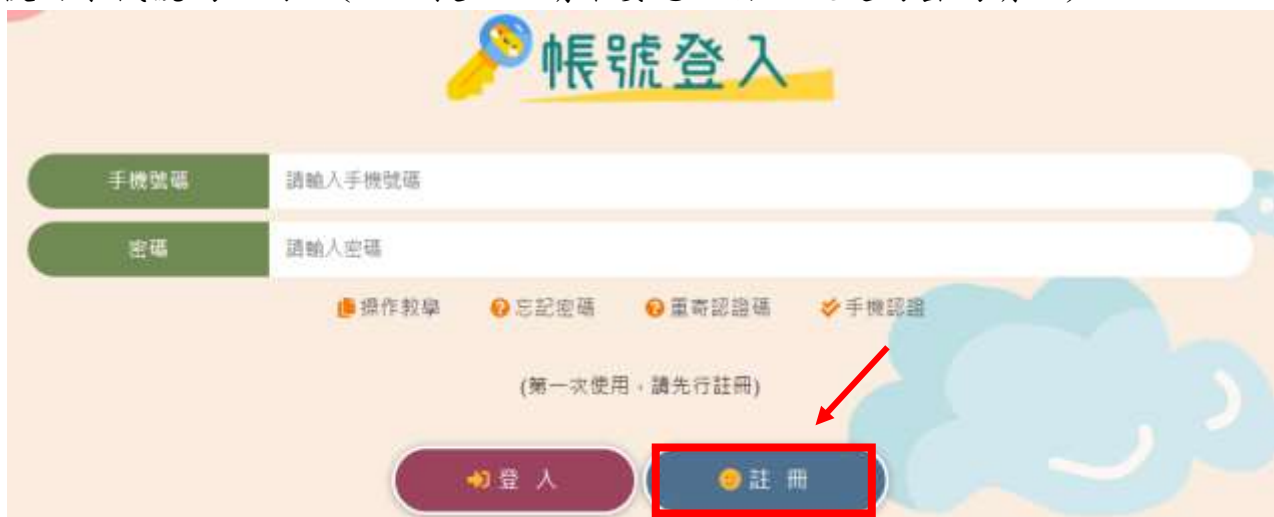 帳號登入
手機號碼 請輸入手機號碼
密碼 請輸入密碼
操作教學 忘記密碼 重寄認證碼 手機認證
(第一次使用，請先行註冊)
登 入 註 冊